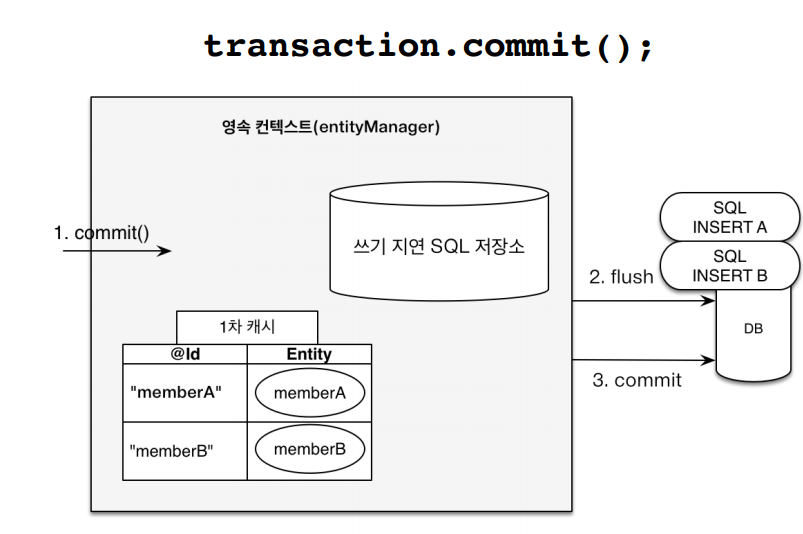 transaction.commit();
영속 컨텍스트(entityManager)
쓰기 지연 SQL 저장소
1. commit()
SQL
INSERT A
SQL
INSERT B
2. flush
DB
3. commit
1차 캐시
@Id Entity
"memberA" memberA
"memberB" memberB